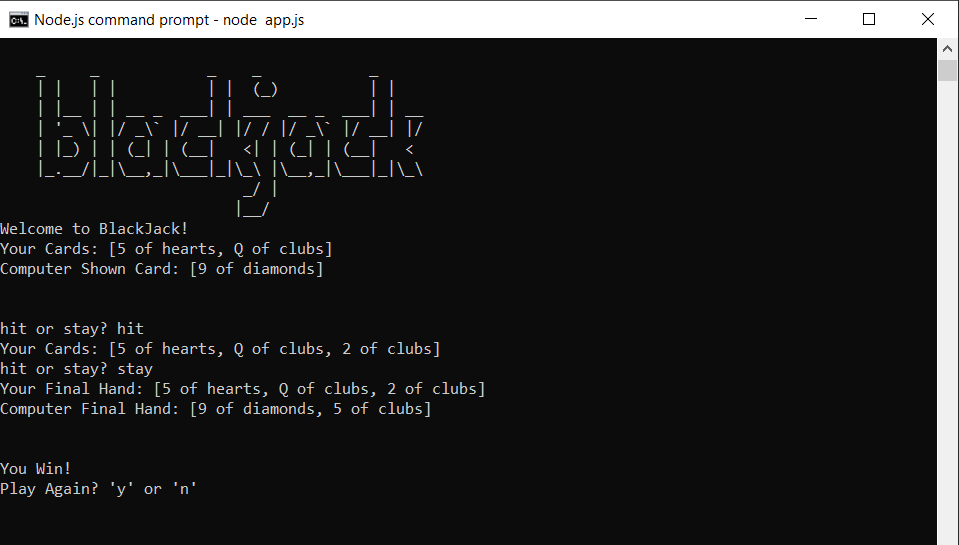 Node.js command prompt - node  app.js
blackjack
Welcome to BlackJack!
Your Cards: [5 of hearts, Q of clubs]
Computer Shown Card: [9 of diamonds]
hit or stay? hit
Your Cards: [5 of hearts, Q of clubs, 2 of clubs]
hit or stay? stay
Your Final Hand: [5 of hearts, Q of clubs, 2 of clubs]
Computer Final Hand: [9 of diamonds, 5 of clubs]
You Win!
Play Again? 'y' or 'n'